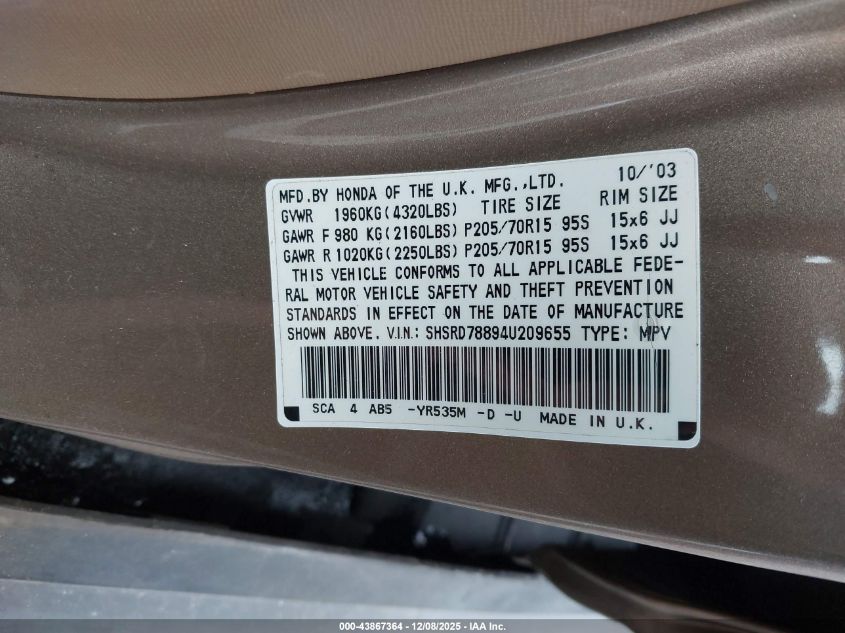 MFD.BY HONDA OF THE U.K. MFG.,LTD. 10/'03
GVWR 1960KG(4320LBS) TIRE SIZE RIM SIZE
GAWR F 980 KG(2160LBS) P205/70R15 95S 15x6 JJ
GAWR R 1020KG(2250LBS) P205/70R15 95S 15x6 JJ
THIS VEHICLE CONFORMS TO ALL APPLICABLE FEDE-
RAL MOTOR VEHICLE SAFETY AND THEFT PREVENTION
STANDARDS IN EFFECT ON THE DATE OF MANUFACTURE
SHOWN ABOVE. V.I.N.: SHSRD78894U209655 TYPE: MPV
SCA 4 AB5 -YR535M -D -U MADE IN U.K.
000-43867364 - 12/08/2025 - IAA Inc.